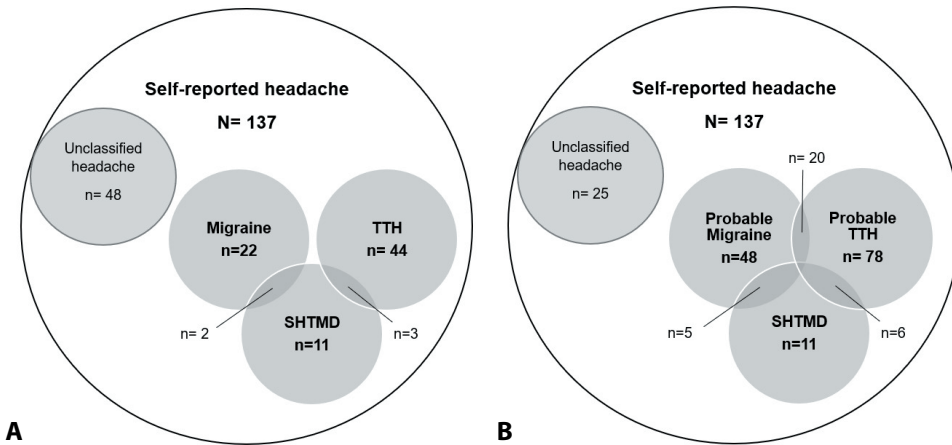 Self-reported headache
N= 137
Unclassified
headache
n= 48
Migraine
n=22
TTH
n= 44
n= 2
SHTMD
n=11
n=3
A
Self-reported headache
N= 137
Unclassified
headache
n= 25
n= 20
Probable
Migraine
n=48
Probable
TTH
n= 78
n=5
SHTMD
n=11
n=6
B